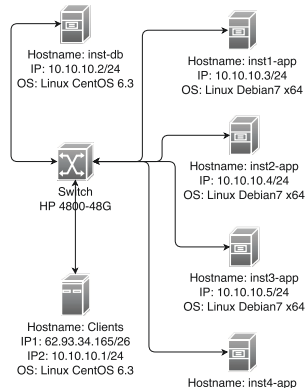 Hostname: inst-db
IP: 10.10.10.2/24
OS: Linux CentOS 6.3
Hostname: inst1-app
IP: 10.10.10.3/24
OS: Linux Debian7 x64
Hostname: inst2-app
IP: 10.10.10.4/24
OS: Linux Debian7 x64
Switch
HP 4800-48G
Hostname: inst3-app
IP: 10.10.10.5/24
OS: Linux Debian7 x64
Hostname: Clients
IP1: 62.93.34.165/26
IP2: 10.10.10.1/24
OS: Linux CentOS 6.3
Hostname: inst4-app